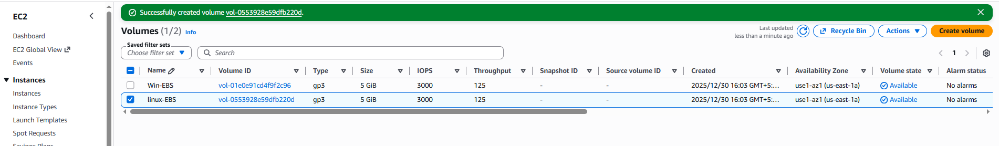 EC2
Dashboard
EC2 Global View
Events
Instances
Instances
Instance Types
Launch Templates
Spot Requests
Savings Plans
Successfully created volume vol-0553928e59dfb220d.
Volumes (1/2) Info
Last updated
less than a minute ago
Recycle Bin
Actions
Create volume
Saved filter sets
Choose filter set
Search
1
Name Volume ID Type Size IOPS Throughput Snapshot ID Source volume ID Created Availability Zone Volume state Alarm status
Win-EBS vol-01e0e91cd4f9f2c96 gp3 5 GiB 3000 125 - - 2025/12/30 16:03 GMT+5:... use1-az1 (us-east-1a) Available No alarms
linux-EBS vol-0553928e59dfb220d gp3 5 GiB 3000 125 - - 2025/12/30 16:03 GMT+5:... use1-az1 (us-east-1a) Available No alarms